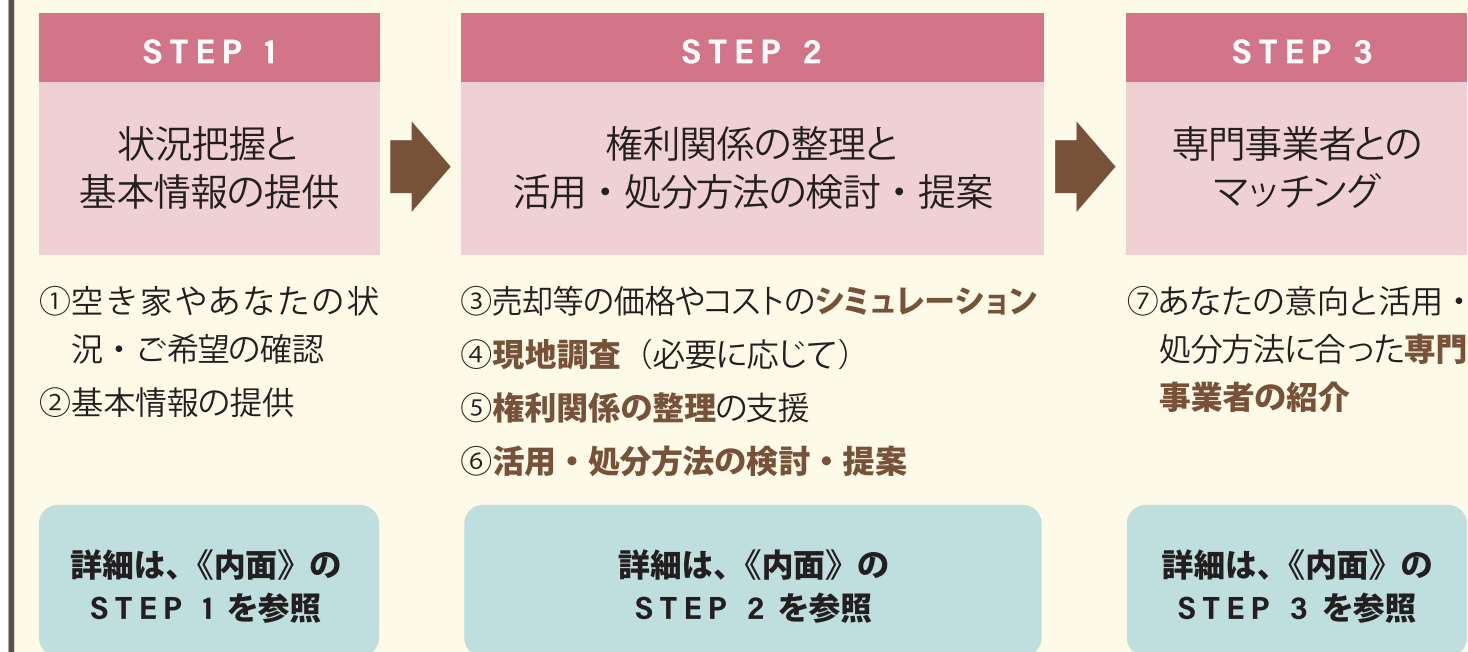 STEP 1
状況把握と
基本情報の提供
①空き家やあなたの状
況・ご希望の確認
②基本情報の提供
詳細は、《内面》の
STEP 1 を参照
STEP 2
権利関係の整理と
活用・処分方法の検討・提案
③売却等の価格やコストのシミュレーション
④現地調査（必要に応じて）
⑤権利関係の整理の支援
⑥活用・処分方法の検討・提案
詳細は、《内面》の
STEP 2 を参照
STEP 3
専門事業者との
マッチング
⑦あなたの意向と活用・
処分方法に合った専門
事業者の紹介
詳細は、《内面》の
STEP 3 を参照